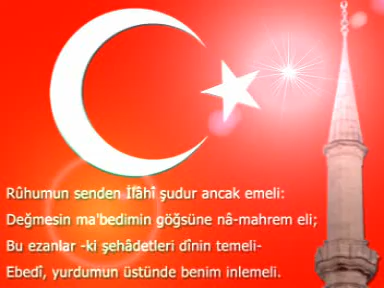 Rûhumun senden İlâhî şudur ancak emeli:
Değmesin ma'bedimin göğsüne nâ-mahrem eli;
Bu ezanlar -ki şehâdetleri dînin temeli-
Ebedî, yurdumun üstünde benim inlemeli.